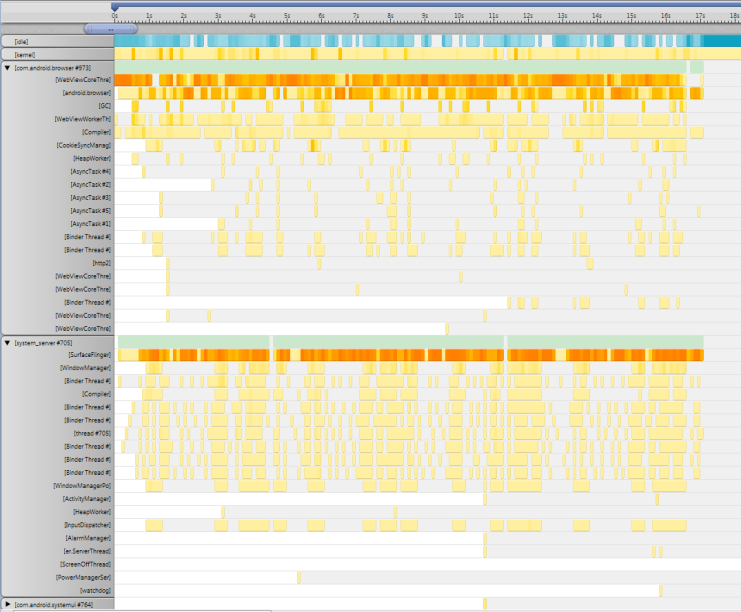 0s 1s 2s 3s 4s 5s 6s 7s 8s 9s 10s 11s 12s 13s 14s 15s 16s 17s 18s
[idle]
[kernel]
[com.android.browser #973]
[WebViewCoreThre]
[android.browser]
[GC]
[WebViewWorkerTh]
[Compiler]
[CookieSyncManag]
[HeapWorker]
[AsyncTask #4]
[AsyncTask #2]
[AsyncTask #3]
[AsyncTask #5]
[AsyncTask #1]
[Binder Thread #]
[Binder Thread #]
[http2]
[WebViewCoreThre]
[WebViewCoreThre]
[Binder Thread #]
[WebViewCoreThre]
[WebViewCoreThre]
[system_server #705]
[SurfaceFlinger]
[WindowManager]
[Binder Thread #]
[Compiler]
[Binder Thread #]
[Binder Thread #]
[thread #705]
[Binder Thread #]
[Binder Thread #]
[Binder Thread #]
[WindowManagerPo]
[ActivityManager]
[HeapWorker]
[InputDispatcher]
[AlarmManager]
[er.ServerThread]
[ScreenOffThread]
[PowerManagerSer]
[watchdog]
[com.android.systemui #764]